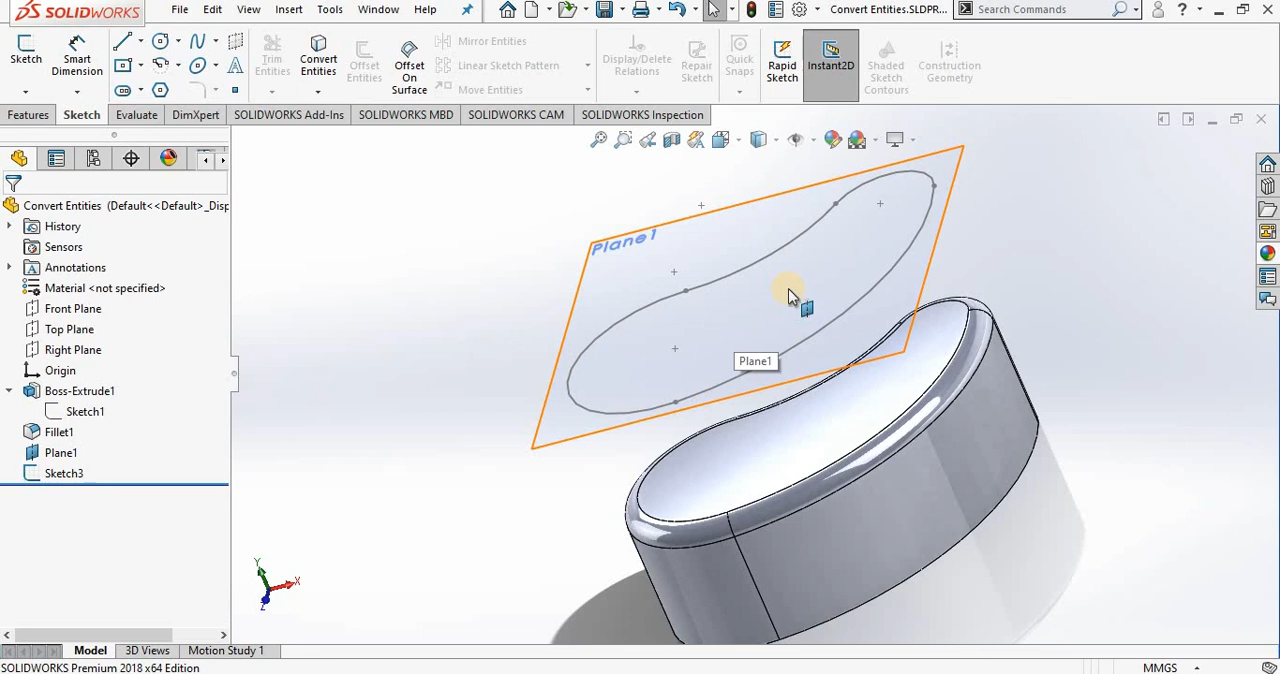 SOLIDWORKS File Edit View Insert Tools Window Help Convert Entities.SLDPR... Search Commands ?
Sketch
Smart Dimension
Trim Entities
Convert Entities
Offset Entities
Offset On Surface
Mirror Entities
Linear Sketch Pattern
Move Entities
Display/Delete Relations
Repair Sketch
Quick Snaps
Rapid Sketch
Instant2D
Shaded Sketch Contours
Construction Geometry
Features Sketch Evaluate DimXpert SOLIDWORKS Add-Ins SOLIDWORKS MBD SOLIDWORKS CAM SOLIDWORKS Inspection
Convert Entities (Default<<Default>_Disp
History
Sensors
Annotations
Material <not specified>
Front Plane
Top Plane
Right Plane
Origin
Boss-Extrude1
Sketch1
Fillet1
Plane1
Sketch3
Plane1
Plane1
Y
X
Z
Model 3D Views Motion Study 1
SOLIDWORKS Premium 2018 x64 Edition MMGS